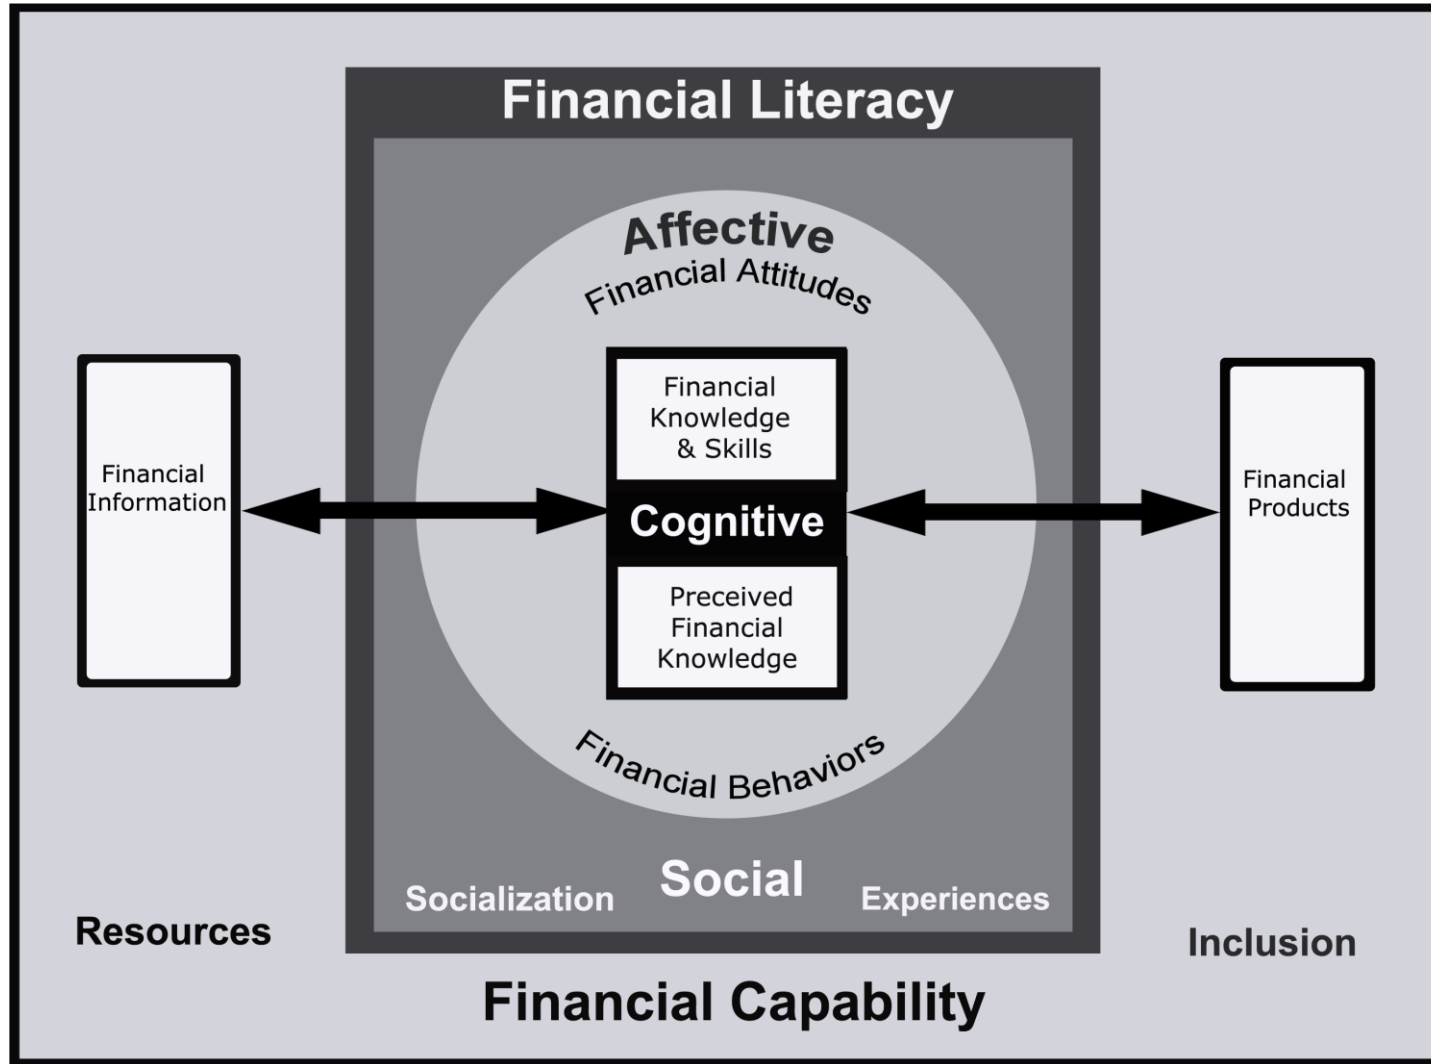 Financial Literacy
Affective
Financial Attitudes
Financial
Knowledge
& Skills
Financial
Information
Cognitive
Financial
Products
Preceived
Financial
Knowledge
Financial Behaviors
Social
Socialization
Experiences
Resources
Inclusion
Financial Capability